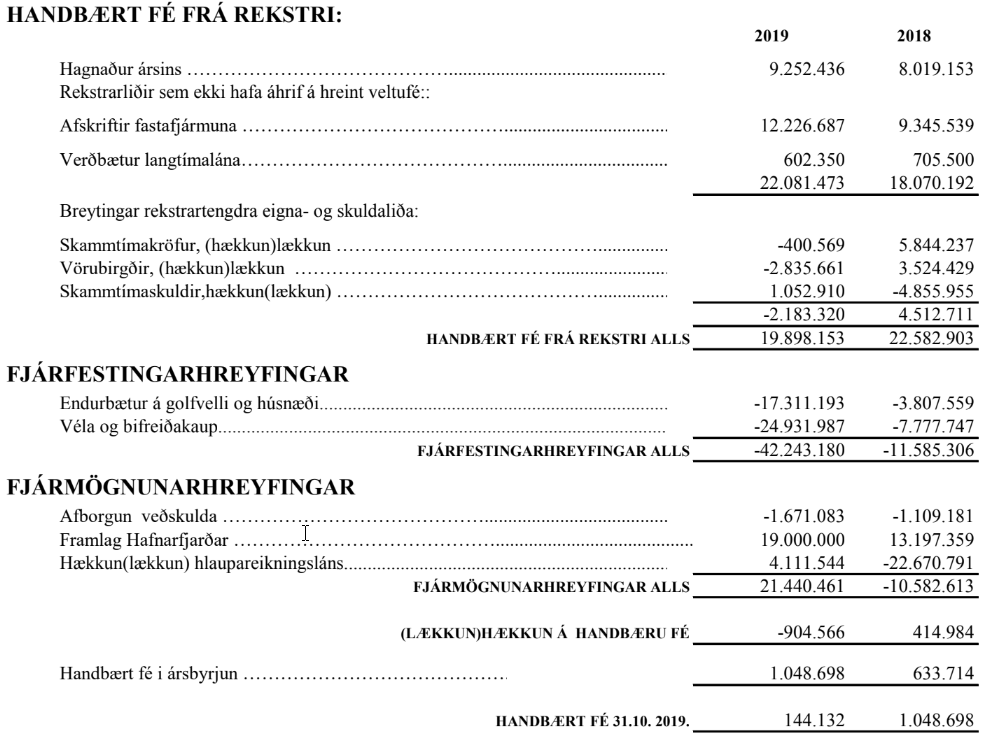 HANDBÆRT FÉ FRÁ REKSTRI:
2019 2018
Hagnaður ársins 9.252.436 8.019.153
Rekstrarliðir sem ekki hafa áhrif á hreint veltufé::
Afskriftir fastafjármuna 12.226.687 9.345.539
Verðbætur langtímalána 602.350 705.500
22.081.473 18.070.192
Breytingar rekstrartengdra eigna- og skuldaliða:
Skammtímakröfur, (hækkun)lækkun -400.569 5.844.237
Vörubirgðir, (hækkun)lækkun -2.835.661 3.524.429
Skammtímaskuldir,hækkun(lækkun) 1.052.910 -4.855.955
-2.183.320 4.512.711
HANDBÆRT FÉ FRÁ REKSTRI ALLS 19.898.153 22.582.903
FJÁRFESTINGARHREYFINGAR
Endurbætur á golfvelli og húsnæði -17.311.193 -3.807.559
Véla og bifreiðakaup -24.931.987 -7.777.747
FJÁRFESTINGARHREYFINGAR ALLS -42.243.180 -11.585.306
FJÁRMÖGNUNARHREYFINGAR
Afborgun veðskulda -1.671.083 -1.109.181
Framlag Hafnarfjarðar 19.000.000 13.197.359
Hækkun(lækkun) hlaupareikningsláns 4.111.544 -22.670.791
FJÁRMÖGNUNARHREYFINGAR ALLS 21.440.461 -10.582.613
(LÆKKUN)HÆKKUN Á HANDBÆRU FÉ -904.566 414.984
Handbært fé i ársbyrjun 1.048.698 633.714
HANDBÆRT FÉ 31.10. 2019. 144.132 1.048.698